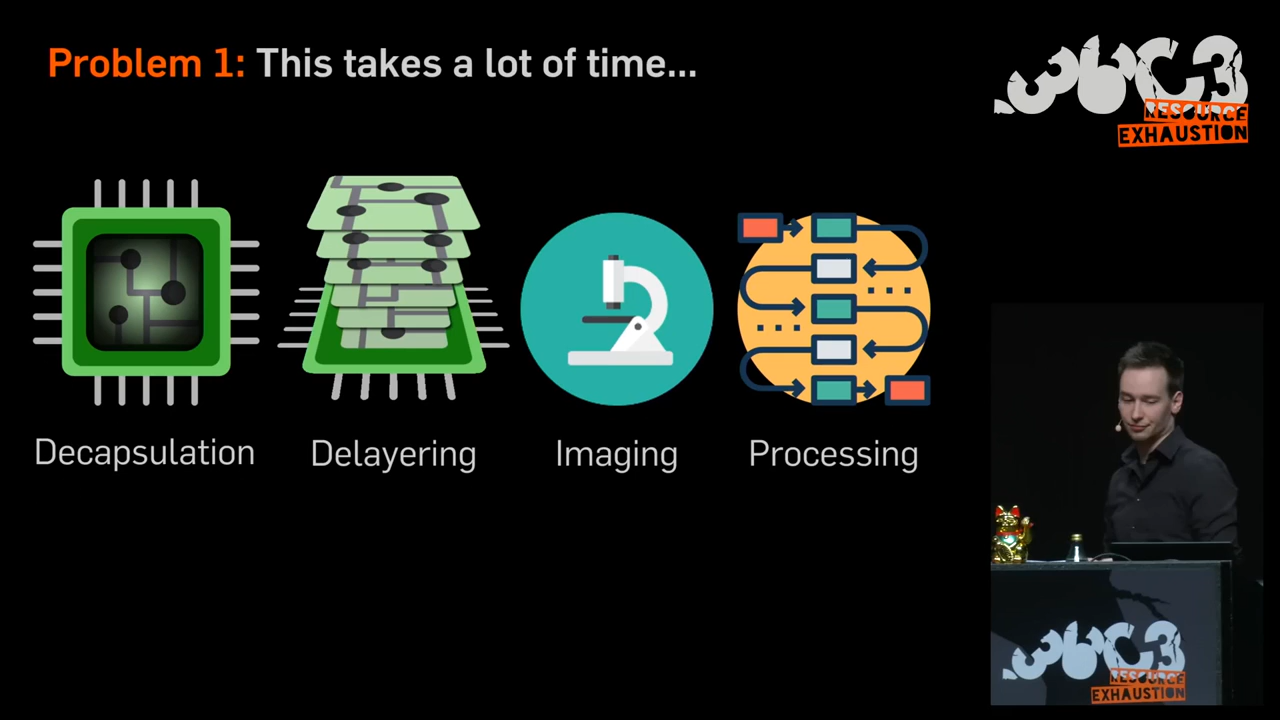 Problem 1: This takes a lot of time...
36C3
RESOURCE
EXHAUSTION
Decapsulation
Delayering
Imaging
Processing
36C3
RESOURCE
EXHAUSTION